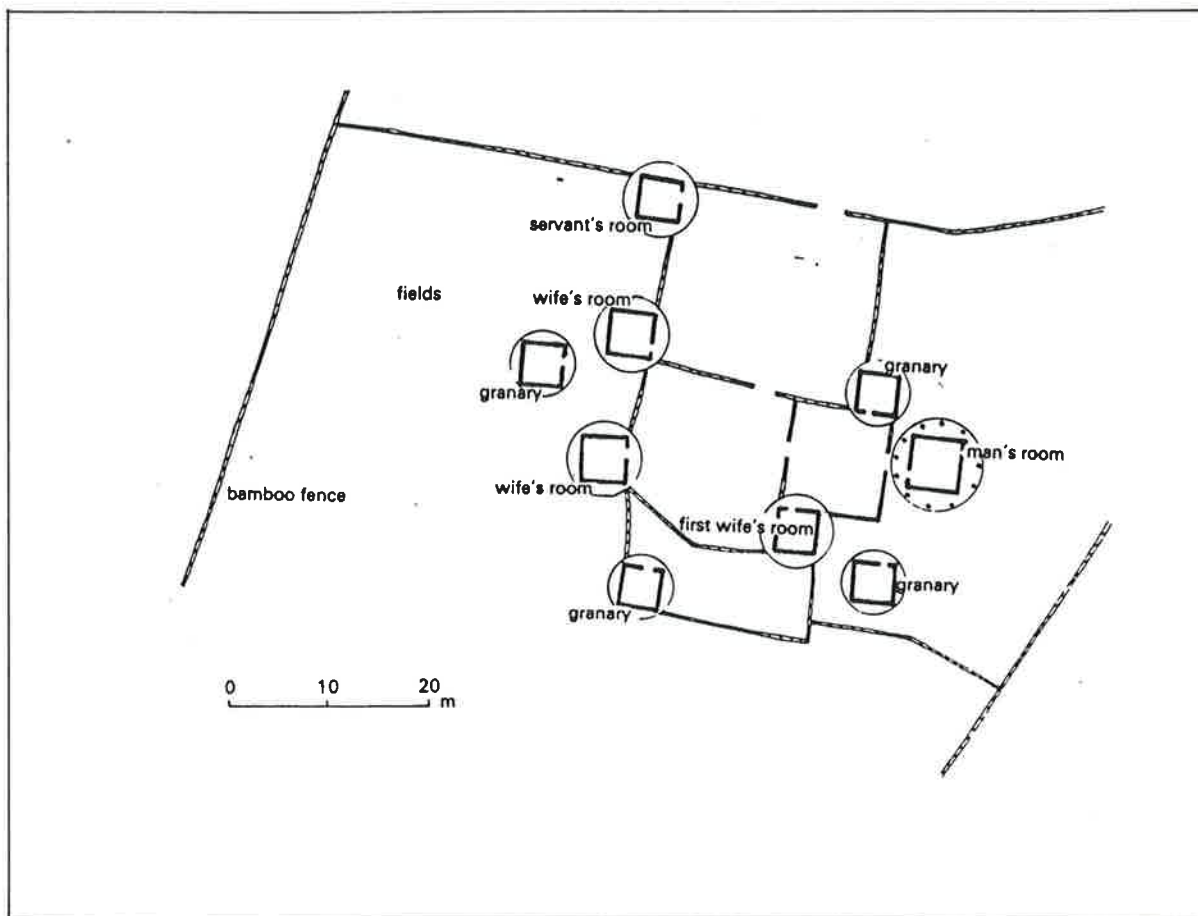 servant's room
fields
wife's room
granary
granary
man's room
wife's room
bamboo fence
first wife's room
granary
granary
0 10 20
m